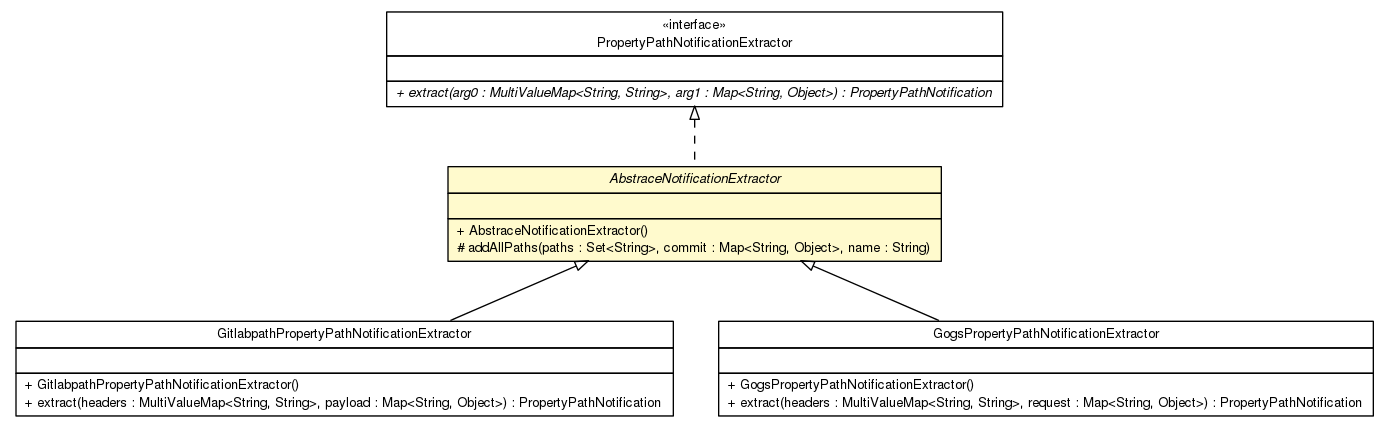 «interface»
PropertyPathNotificationExtractor
+ extract(arg0 : MultiValueMap<String, String>, arg1 : Map<String, Object>) : PropertyPathNotification
AbstraceNotificationExtractor
+ AbstraceNotificationExtractor()
# addAllPaths(paths : Set<String>, commit : Map<String, Object>, name : String)
GitlabpathPropertyPathNotificationExtractor
+ GitlabpathPropertyPathNotificationExtractor()
+ extract(headers : MultiValueMap<String, String>, payload : Map<String, Object>) : PropertyPathNotification
GogsPropertyPathNotificationExtractor
+ GogsPropertyPathNotificationExtractor()
+ extract(headers : MultiValueMap<String, String>, request : Map<String, Object>) : PropertyPathNotification